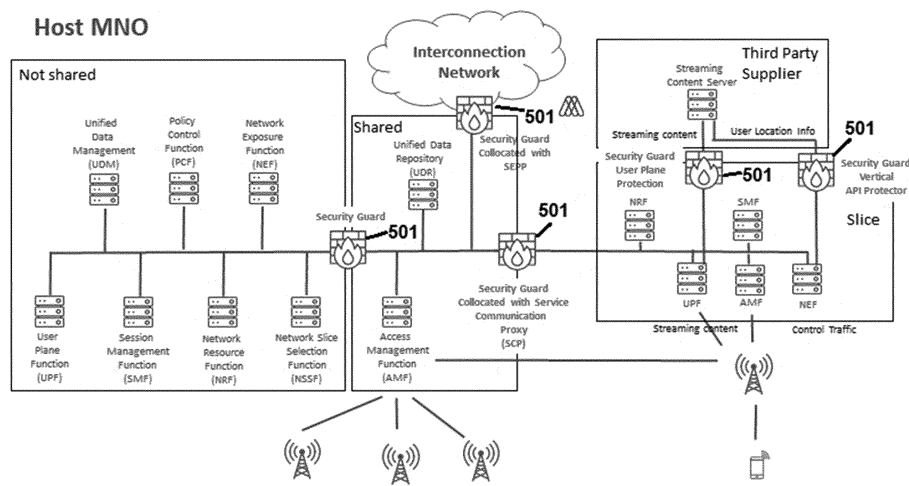 Host MNO
Interconnection
Network
501
Security Guard
Collocated with
SEPP
Not shared
Unified
Data
Management
(UDM)
Policy
Control
Function
(PCF)
Network
Exposure
Function
(NEF)
Security Guard
501
User
Plane
Function
(UPF)
Session
Management
Function
(SMF)
Network
Resource
Function
(NRF)
Network Slice
Selection
Function
(NSSF)
Shared
Unified Data
Repository
(UDR)
501
Security Guard
Collocated with Service
Communication
Proxy
(SCP)
Access
Management
Function
(AMF)
Third Party
Supplier
Streaming
Content Server
Streaming content
User Location Info
501
Security Guard
User Plane
Protection
501
Security Guard
Vertical
API Protector
Slice
NRF
SMF
UPF
AMF
NEF
Streaming content
Control Traffic